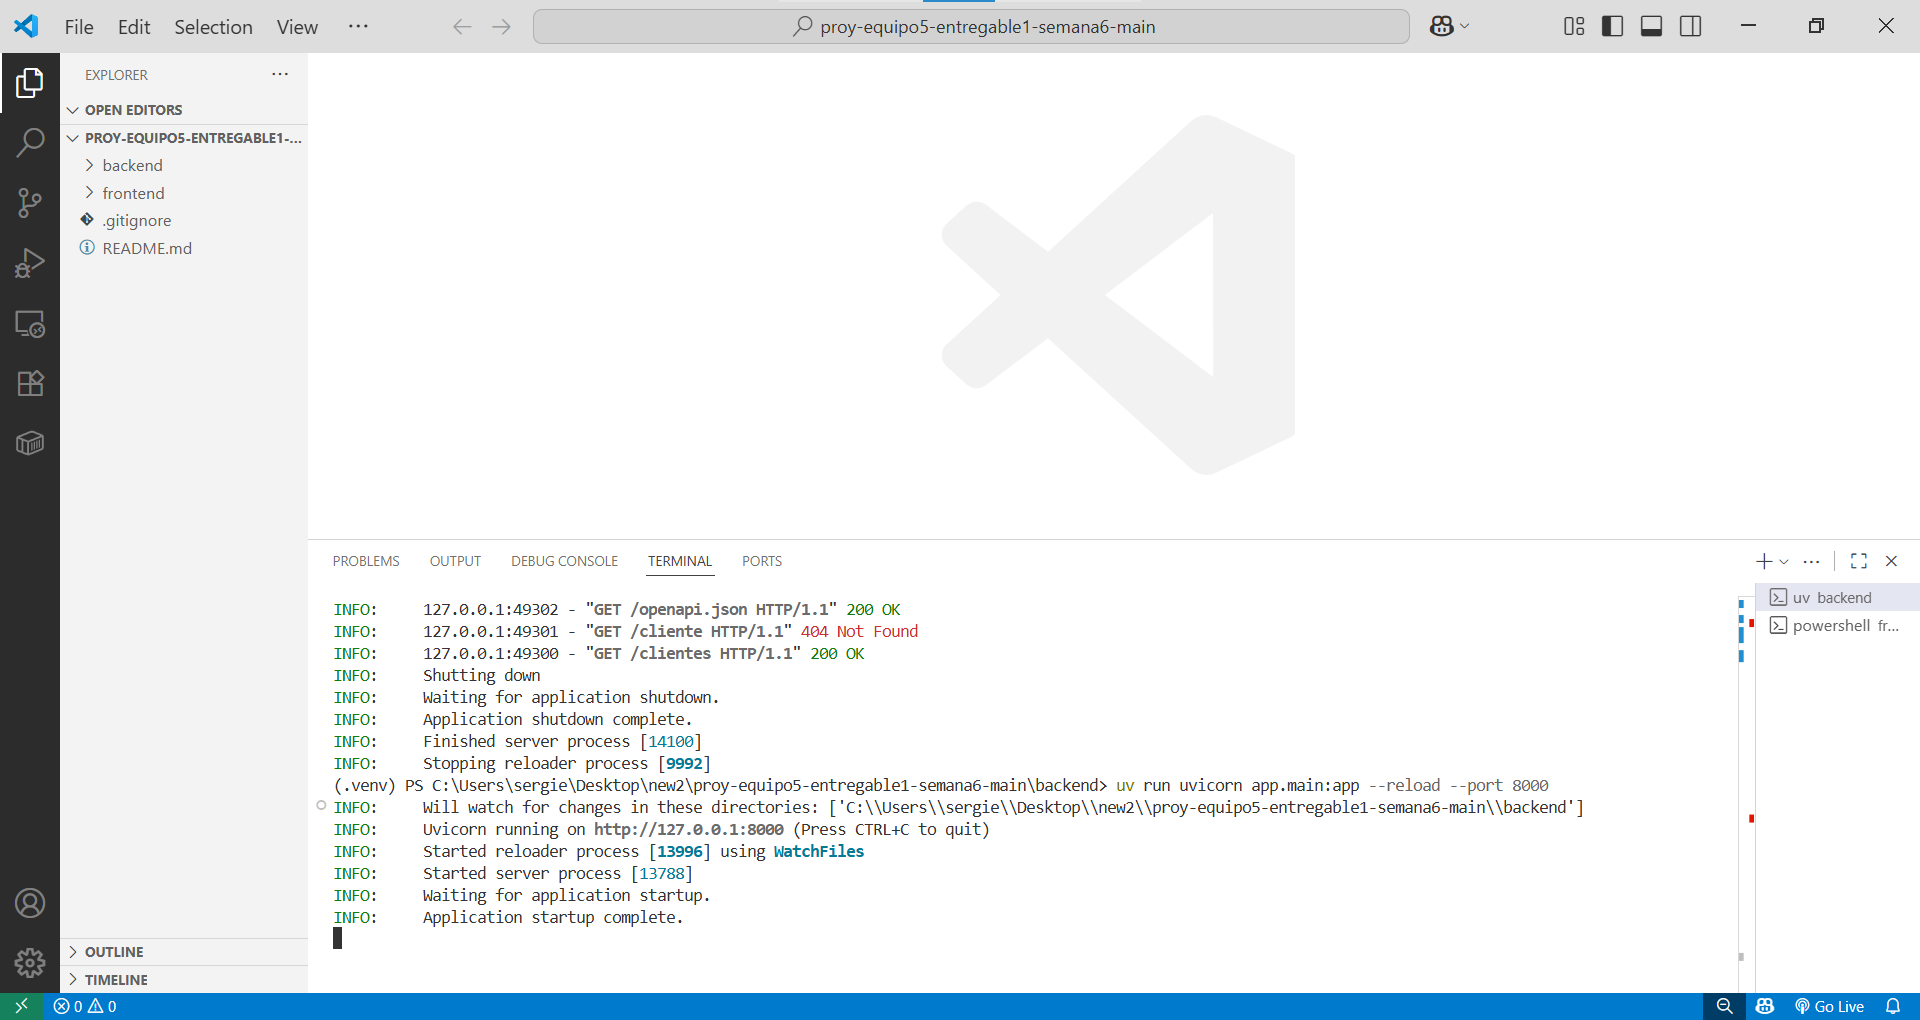 File Edit Selection View ···
proy-equipo5-entregable1-semana6-main
EXPLORER ···
OPEN EDITORS
PROY-EQUIPO5-ENTREGABLE1-...
backend
frontend
.gitignore
README.md
PROBLEMS OUTPUT DEBUG CONSOLE TERMINAL PORTS
INFO: 127.0.0.1:49302 - "GET /openapi.json HTTP/1.1" 200 OK
INFO: 127.0.0.1:49301 - "GET /cliente HTTP/1.1" 404 Not Found
INFO: 127.0.0.1:49300 - "GET /clientes HTTP/1.1" 200 OK
INFO: Shutting down
INFO: Waiting for application shutdown.
INFO: Application shutdown complete.
INFO: Finished server process [14100]
INFO: Stopping reloader process [9992]
(.venv) PS C:\Users\sergie\Desktop\new2\proy-equipo5-entregable1-semana6-main\backend> uv run uvicorn app.main:app --reload --port 8000
INFO: Will watch for changes in these directories: ['C:\\Users\\sergie\\Desktop\\new2\\proy-equipo5-entregable1-semana6-main\\backend']
INFO: Uvicorn running on http://127.0.0.1:8000 (Press CTRL+C to quit)
INFO: Started reloader process [13996] using WatchFiles
INFO: Started server process [13788]
INFO: Waiting for application startup.
INFO: Application startup complete.
uv backend
powershell fr...
OUTLINE
TIMELINE
0 0
Go Live